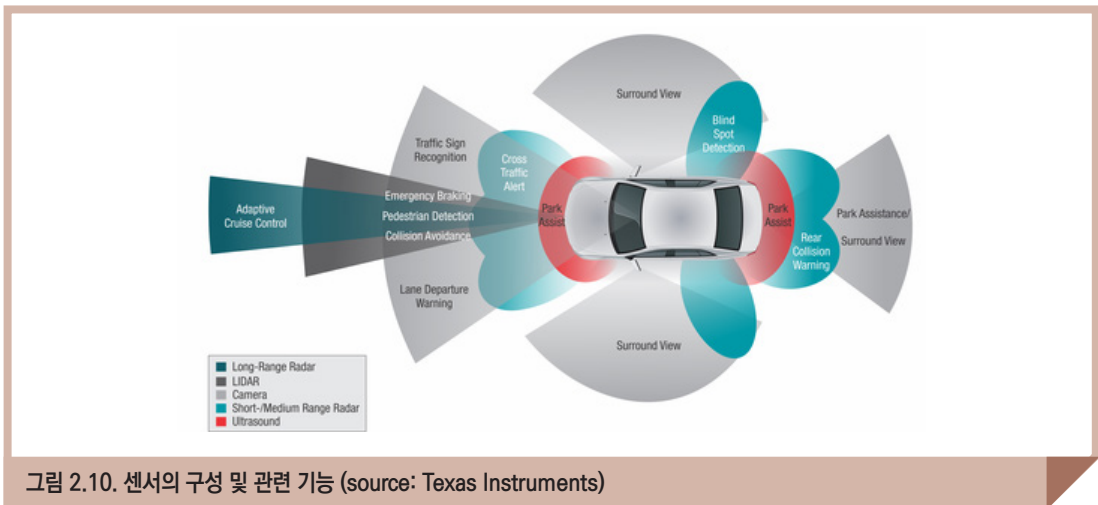 Surround View
Blind
Spot
Detection
Traffic Sign
Recognition
Cross
Traffic
Alert
Emergency Braking
Adaptive
Cruise Control
Pedestrian Detection
Park
Assist
Park
Assist
Park Assistance/
Surround View
Collision Avoidance
Rear
Collision
Warning
Lane Departure
Warning
Surround View
Long-Range Radar
LIDAR
Camera
Short-/Medium Range Radar
Ultrasound
그림 2.10. 센서의 구성 및 관련 기능 (source: Texas Instruments)